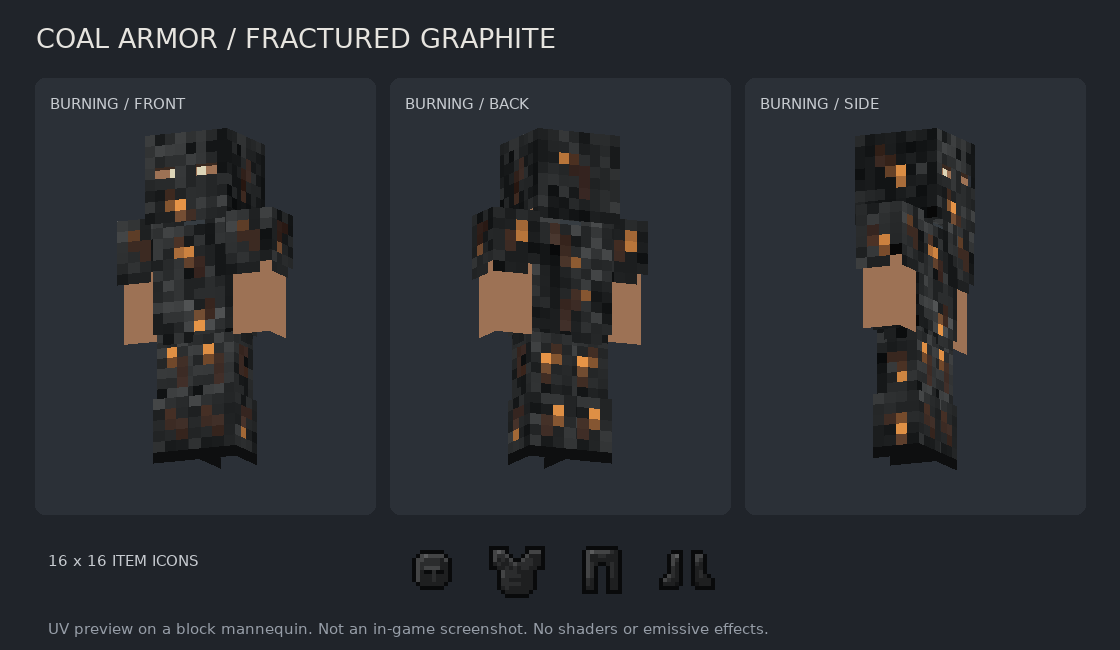 COAL ARMOR / FRACTURED GRAPHITE
BURNING / FRONT
BURNING / BACK
BURNING / SIDE
16 x 16 ITEM ICONS
UV preview on a block mannequin. Not an in-game screenshot. No shaders or emissive effects.